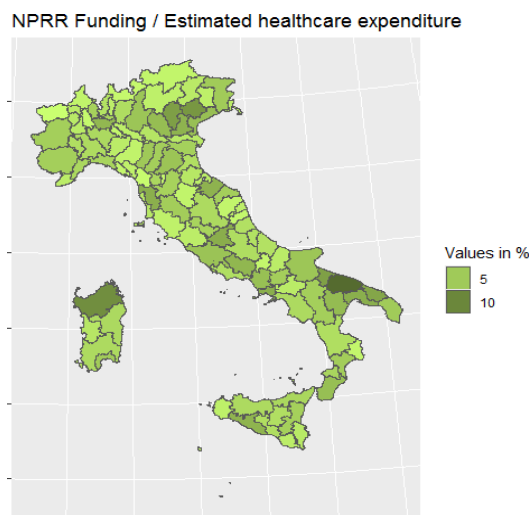 NPRR Funding / Estimated healthcare expenditure
Values in %
5
10